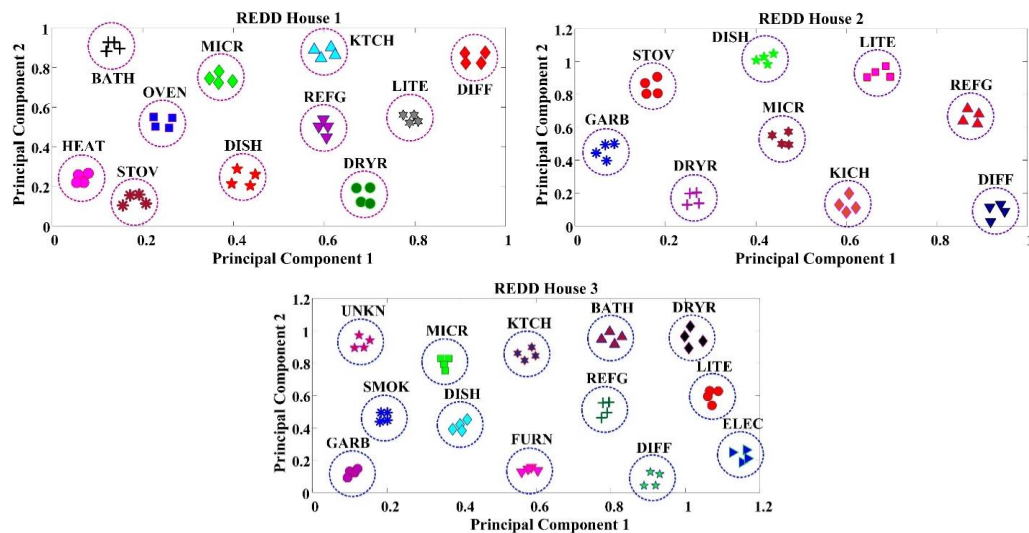 REDD House 1
Principal Component 2
1
0.8
0.6
0.4
0.2
0
BATH
MICR
KTCH
DIFF
OVEN
REFG
LITE
HEAT
STOV
DISH
DRYR
0 0.2 0.4 0.6 0.8 1
Principal Component 1
REDD House 2
Principal Component 2
1.2
1
0.8
0.6
0.4
0.2
0
STOV
DISH
LITE
REFG
GARB
MICR
DRYR
KICH
DIFF
0 0.2 0.4 0.6 0.8 1
Principal Component 1
REDD House 3
Principal Component 2
1.2
1
0.8
0.6
0.4
0.2
0
UNKN
MICR
KTCH
BATH
DRYR
SMOK
DISH
REFG
LITE
GARB
FURN
DIFF
ELEC
0 0.2 0.4 0.6 0.8 1 1.2
Principal Component 1